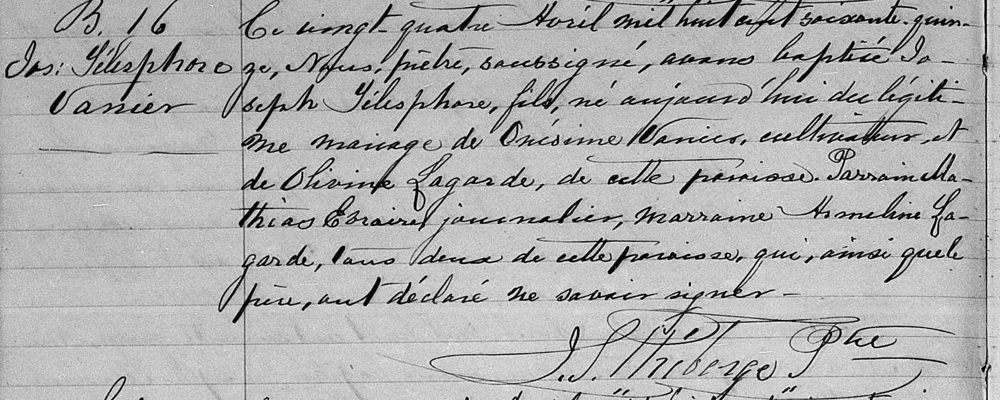 B. 16
Jos: Télesphore
Vanier
Ce vingt-quatre Avril mil huit cent soixante-quin-
ze, Nous, prêtre, soussigné, avons baptisé Jo-
seph Télesphore, fils, né aujourd'hui du légiti-
me mariage de Onésime Vanier, cultivateur, et
de Olivine Lagarde, de cette paroisse. Parrain Ma-
thias journalier, marraine Armeline La-
garde, tous deux de cette paroisse, qui, ainsi que le
père, ont déclaré ne savoir signer-
J. S. Théberge Ptre